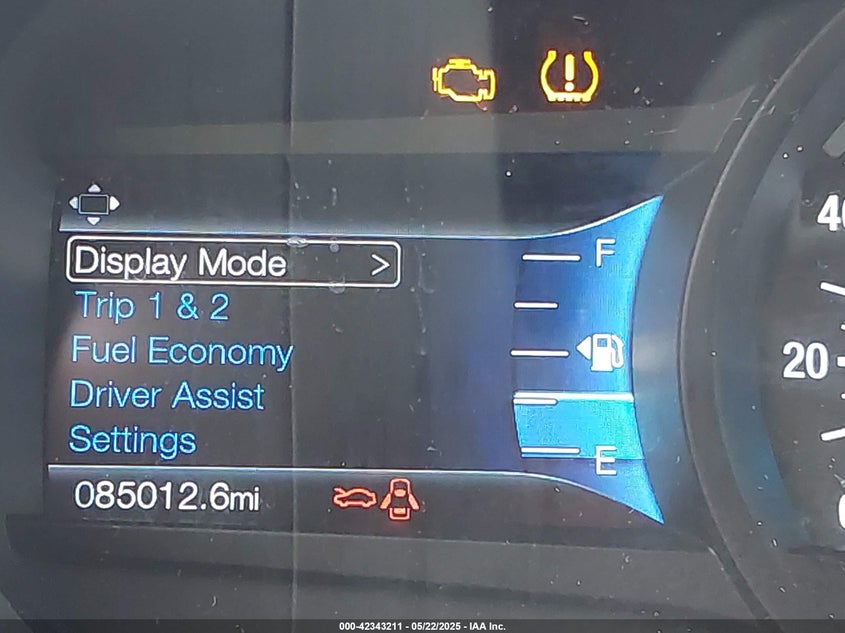 Display Mode >
Trip 1 & 2
Fuel Economy
Driver Assist
Settings
085012.6mi
F
E
20
000-42343211 - 05/22/2025 - IAA Inc.